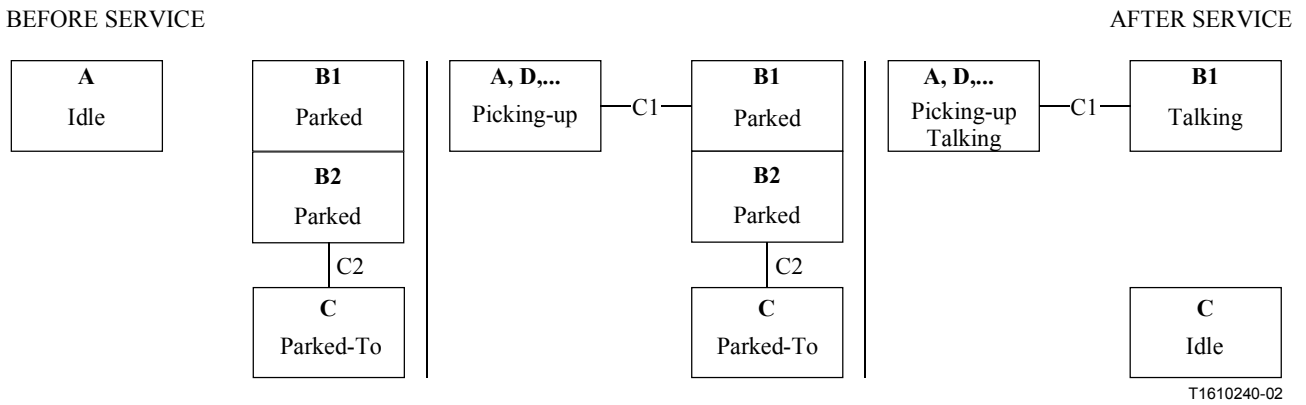 BEFORE SERVICE
AFTER SERVICE
A
Idle
B1
Parked
B2
Parked
C2
C
Parked-To
A, D,...
Picking-up
C1
B1
Parked
B2
Parked
C2
C
Parked-To
A, D,...
Picking-up
Talking
C1
B1
Talking
C
Idle
T1610240-02